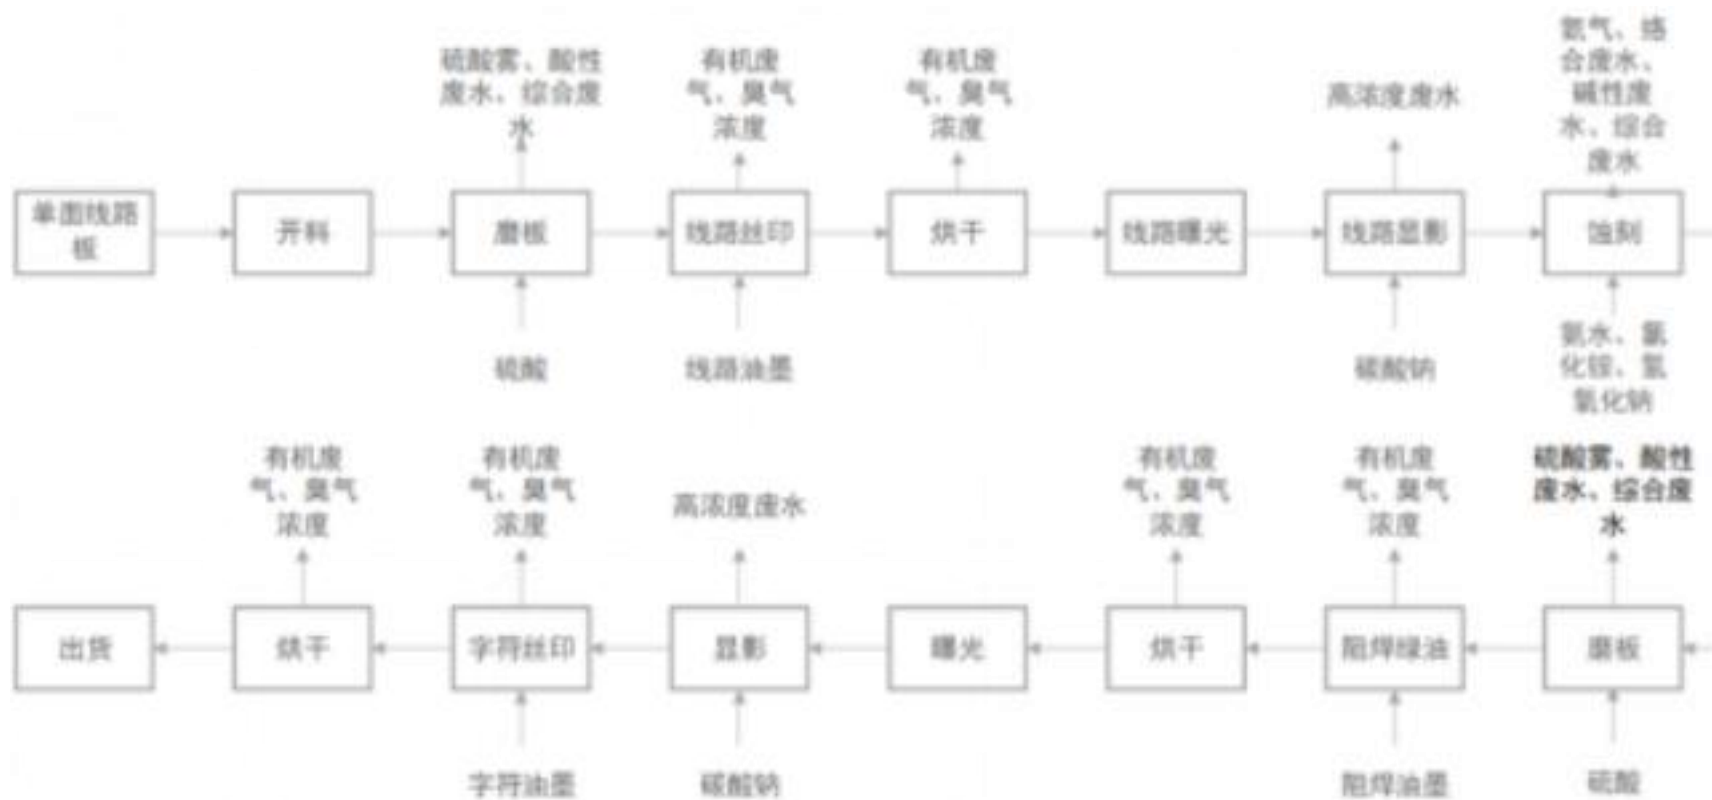 硫酸雾、酸性
废水、综合废
水
有机废
气、臭气
浓度
有机废
气、臭气
浓度
高浓度废水
氨气、络
合废水、
碱性废
水、综合
废水
单面线路
板
开料
磨板
线路丝印
烘干
线路曝光
线路显影
蚀刻
硫酸
线路油墨
碳酸钠
氨水、氯
化铵、氢
氧化钠
有机废
气、臭气
浓度
有机废
气、臭气
浓度
高浓度废水
有机废
气、臭气
浓度
有机废
气、臭气
浓度
硫酸雾、酸性
废水、综合废
水
出货
烘干
字符丝印
显影
曝光
烘干
阻焊绿油
磨板
字符油墨
碳酸钠
阻焊油墨
硫酸